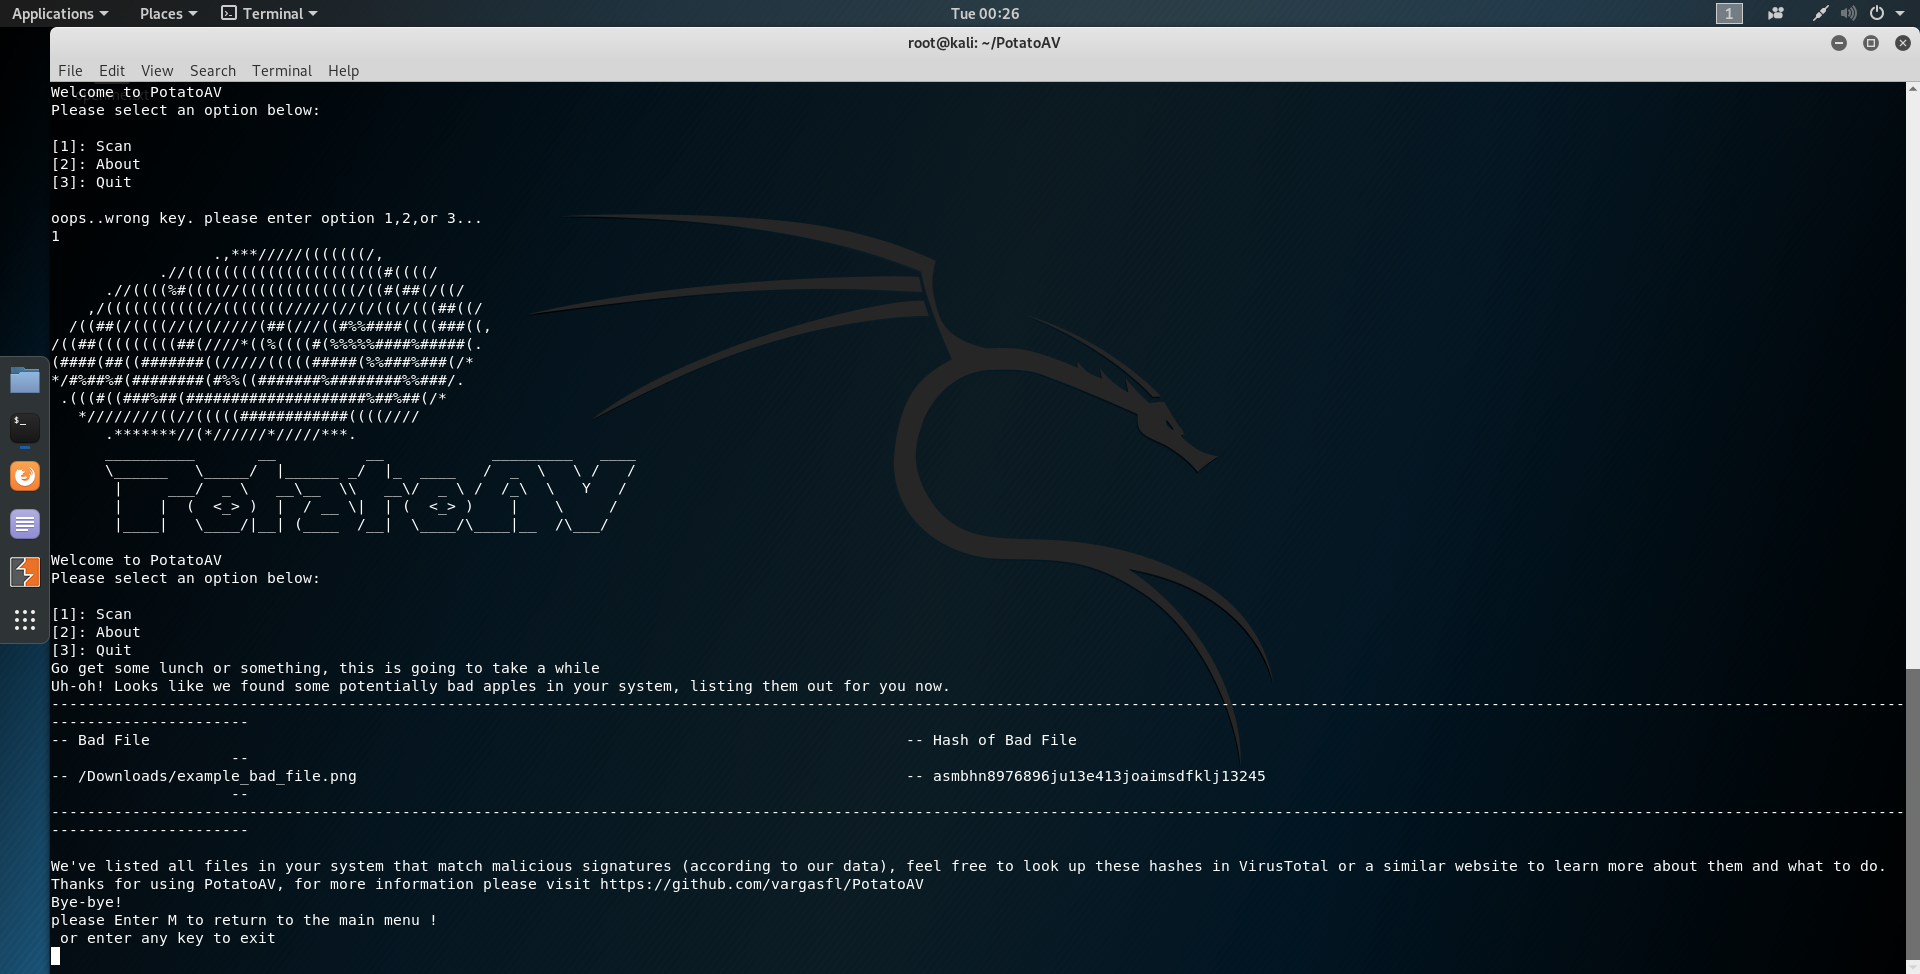 Applications Places Terminal Tue 00:26 1
root@kali: ~/PotatoAV
File Edit View Search Terminal Help
Welcome to PotatoAV
Please select an option below:
[1]: Scan
[2]: About
[3]: Quit
oops..wrong key. please enter option 1,2,or 3...
1
PotatoAV
Welcome to PotatoAV
Please select an option below:
[1]: Scan
[2]: About
[3]: Quit
Go get some lunch or something, this is going to take a while
Uh-oh! Looks like we found some potentially bad apples in your system, listing them out for you now.
-- Bad File -- Hash of Bad File
--
-- /Downloads/example_bad_file.png -- asmbhn8976896ju13e413joaimsdfklj13245
--
We've listed all files in your system that match malicious signatures (according to our data), feel free to look up these hashes in VirusTotal or a similar website to learn more about them and what to do.
Thanks for using PotatoAV, for more information please visit https://github.com/vargasfl/PotatoAV
Bye-bye!
please Enter M to return to the main menu !
or enter any key to exit